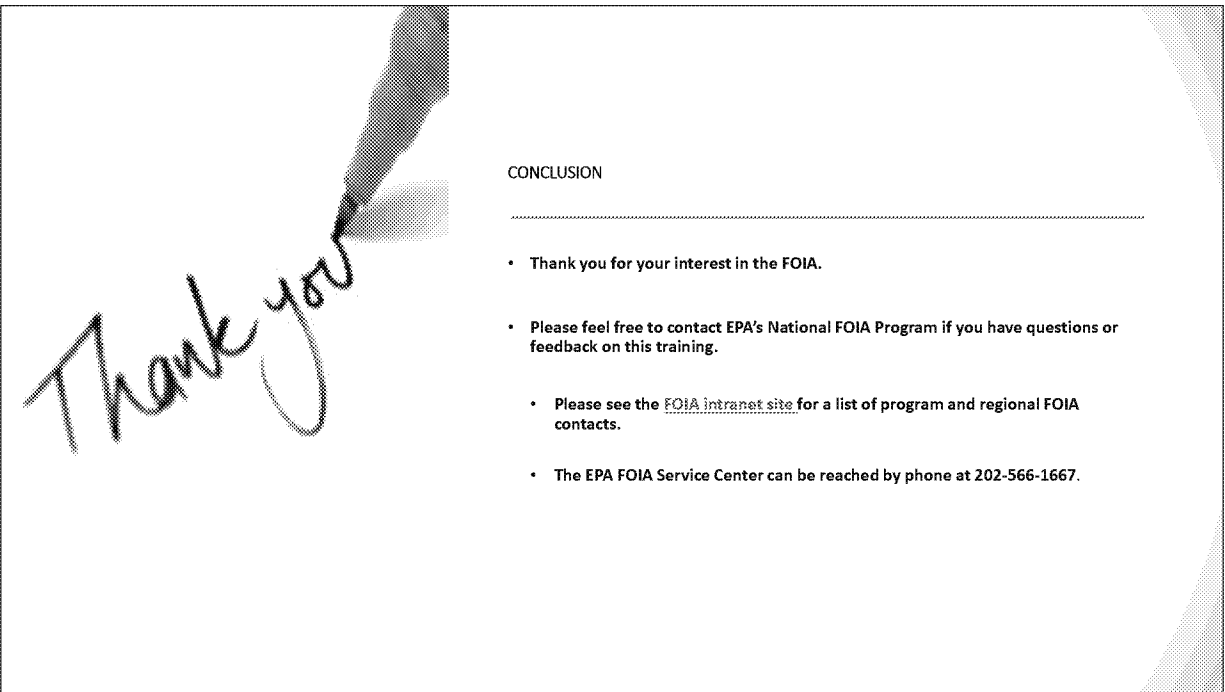 Thank you
CONCLUSION
• Thank you for your interest in the FOIA.
• Please feel free to contact EPA's National FOIA Program if you have questions or
feedback on this training.
• Please see the FOIA intranet site for a list of program and regional FOIA
contacts.
• The EPA FOIA Service Center can be reached by phone at 202-566-1667.